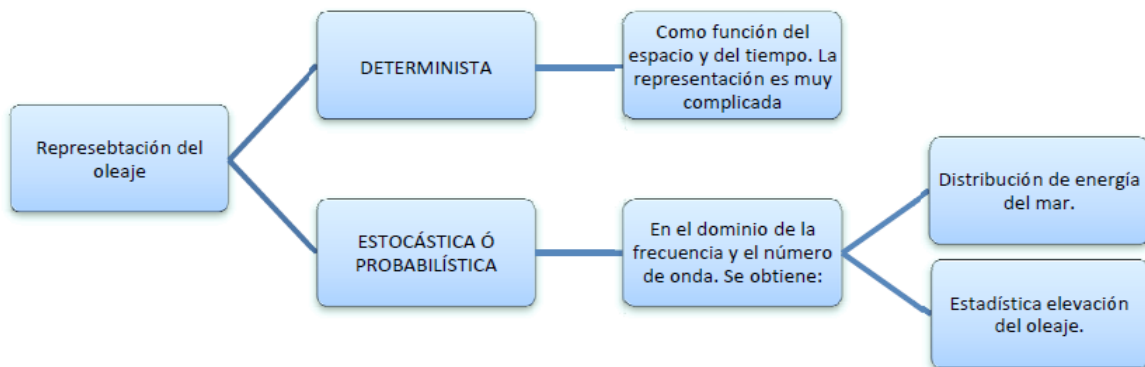 Represebtación del
oleaje
DETERMINISTA
Como función del
espacio y del tiempo. La
representación es muy
complicada
ESTOCÁSTICA Ó
PROBABILÍSTICA
En el dominio de la
frecuencia y el número
de onda. Se obtiene:
Distribución de energía
del mar.
Estadística elevación
del oleaje.